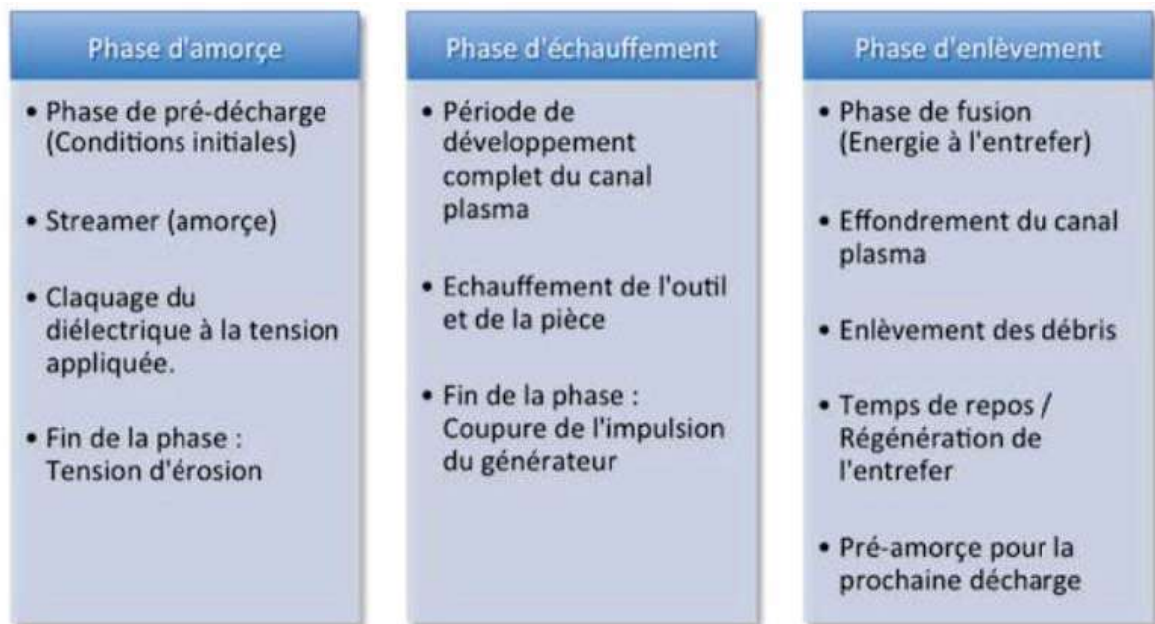 Phase d'amorçe
• Phase de pré-décharge
(Conditions initiales)
• Streamer (amorçe)
• Claquage du
diélectrique à la tension
appliquée.
• Fin de la phase :
Tension d'érosion
Phase d'échauffement
• Période de
développement
complet du canal
plasma
• Echauffement de l'outil
et de la pièce
• Fin de la phase :
Coupure de l'impulsion
du générateur
Phase d'enlèvement
• Phase de fusion
(Energie à l'entrefer)
• Effondrement du canal
plasma
• Enlèvement des débris
• Temps de repos /
Régénération de
l'entrefer
• Pré-amorçe pour la
prochaine décharge